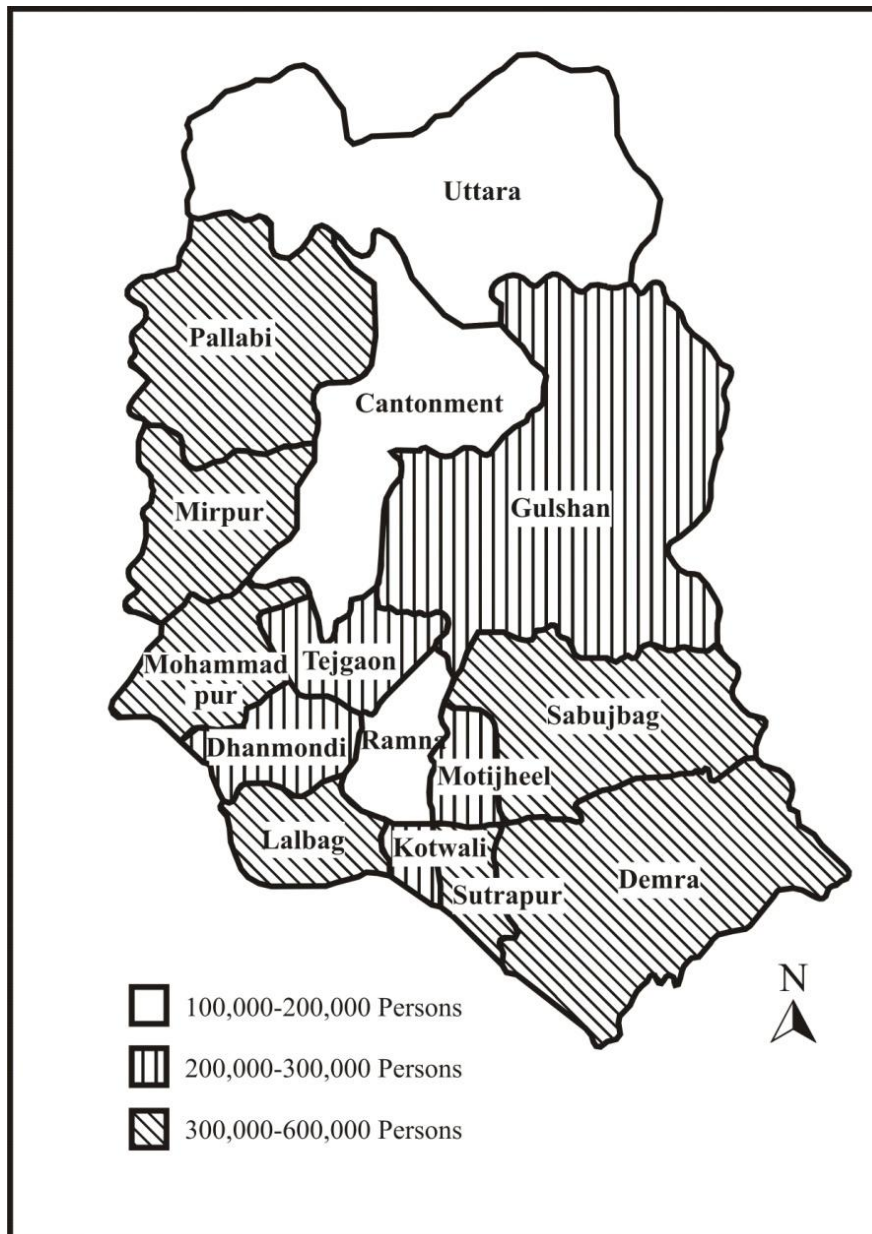 Uttara
Pallabi
Cantonment
Mirpur
Gulshan
Mohammad
pur
Tejgaon
Sabujbag
Dhanmondi
Ramna
Motijheel
Lalbag
Kotwali
Sutrapur
Demra
N
100,000-200,000 Persons
200,000-300,000 Persons
300,000-600,000 Persons